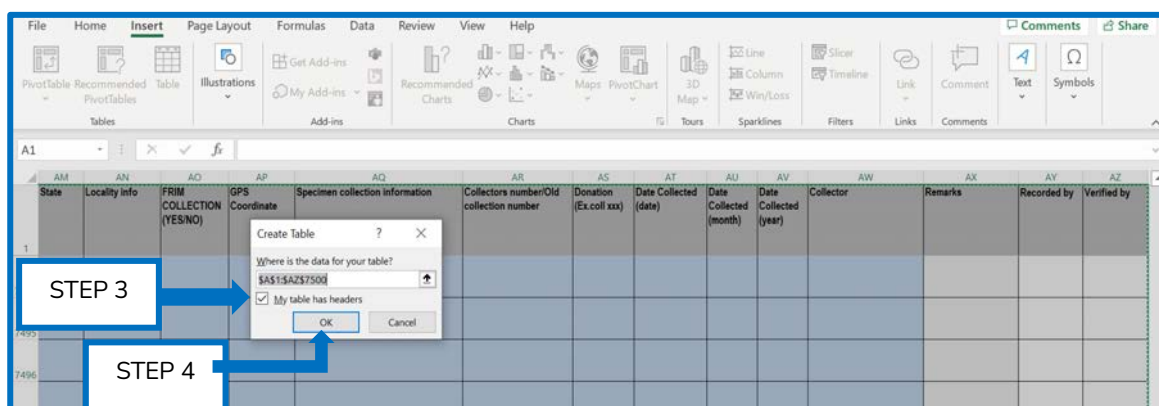 File Home Insert Page Layout Formulas Data Review View Help Comments Share
PivotTable Recommended PivotTables Table
Tables
Illustrations
Get Add-ins
My Add-ins
Add-ins
Recommended Charts
Maps PivotChart
Charts
3D Map
Tours
Line
Column
Win/Loss
Sparklines
Slicer
Timeline
Filters
Link
Links
Comment
Comments
Text
Symbols
A1 fx
AM AN AO AP AQ AR AS AT AU AV AW AX AY AZ
State
Locality info
FRIM COLLECTION (YES/NO)
GPS Coordinate
Specimen collection information
Collectors number/Old collection number
Donation (Ex.coll xxx)
Date Collected (date)
Date Collected (month)
Date Collected (year)
Collector
Remarks
Recorded by
Verified by
1
Create Table ? ×
Where is the data for your table?
$A$1:$AZ$7500
My table has headers
OK Cancel
STEP 3
7495
STEP 4
7496